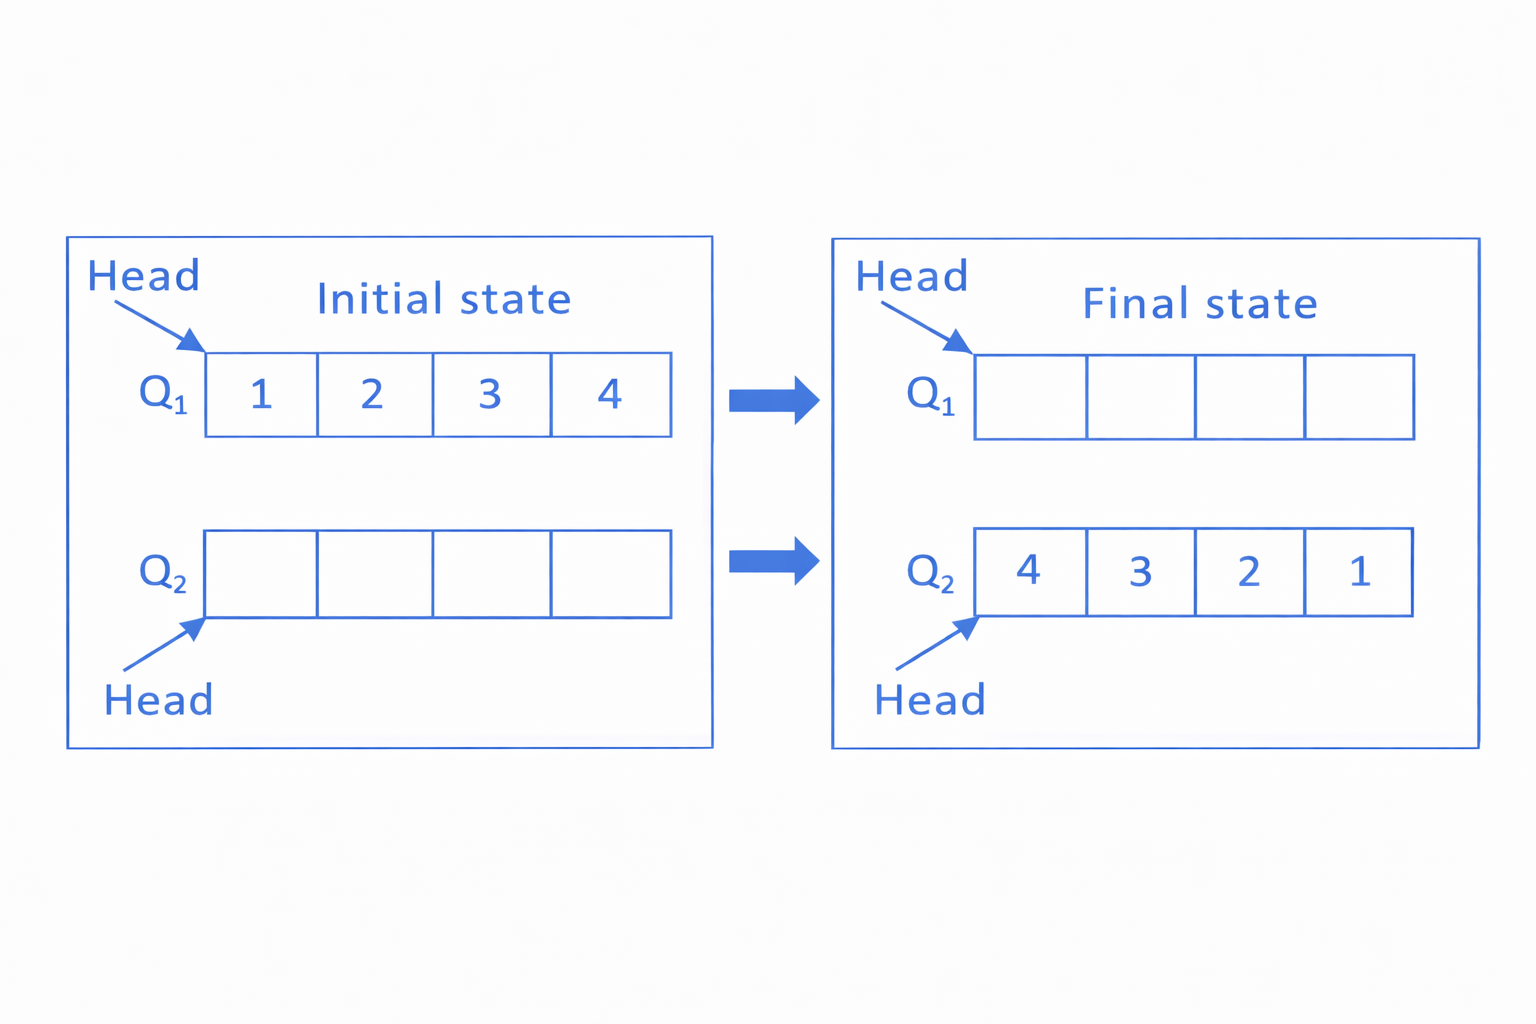 Head
Initial state
Q₁ 1 2 3 4
Q₂
Head
Head
Final state
Q₁
Q₂ 4 3 2 1
Head